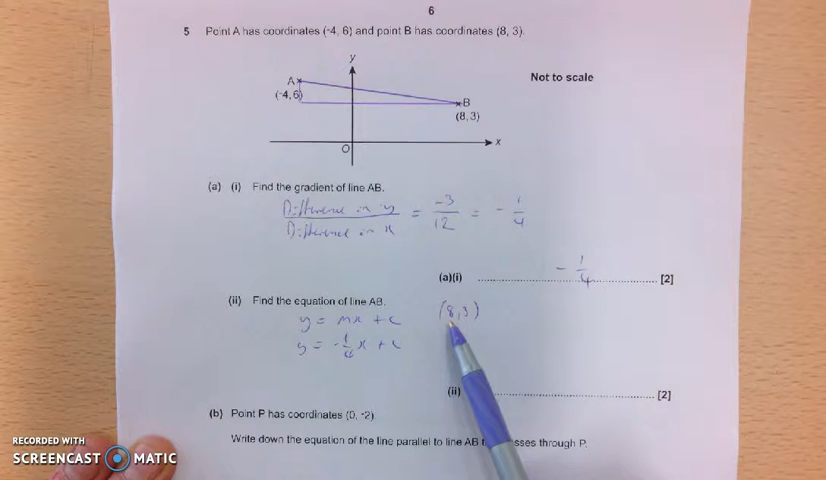 6
5 Point A has coordinates (-4, 6) and point B has coordinates (8, 3).
y
A
(-4,6)
Not to scale
B
(8,3)
O
x
(a) (i) Find the gradient of line AB.
Difference in y = -3 = - 1
Difference in x 12 4
- 1
4
(a)(i) [2]
(ii) Find the equation of line AB.
(8,3)
y = mx + c
y = -1/4 x + c
(ii) [2]
(b) Point P has coordinates (0, -2).
Write down the equation of the line parallel to line AB sses through P.
RECORDED WITH
SCREENCAST MATIC